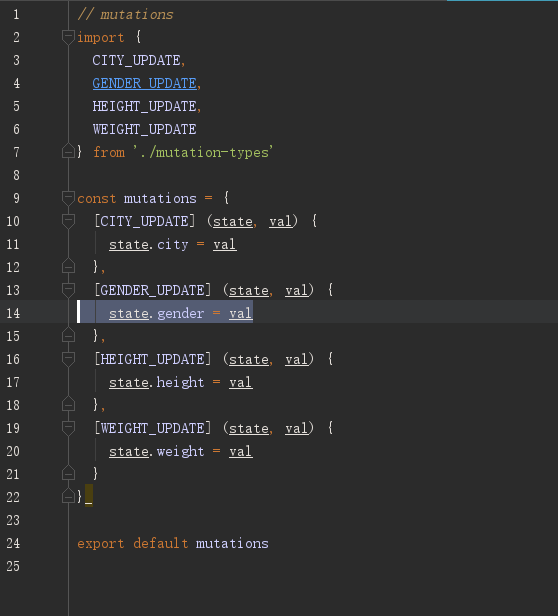 1 // mutations
2 import {
3 CITY_UPDATE,
4 GENDER_UPDATE,
5 HEIGHT_UPDATE,
6 WEIGHT_UPDATE
7 } from './mutation-types'
8
9 const mutations = {
10 [CITY_UPDATE] (state, val) {
11 state.city = val
12 },
13 [GENDER_UPDATE] (state, val) {
14 state.gender = val
15 },
16 [HEIGHT_UPDATE] (state, val) {
17 state.height = val
18 },
19 [WEIGHT_UPDATE] (state, val) {
20 state.weight = val
21 }
22 }
23
24 export default mutations
25